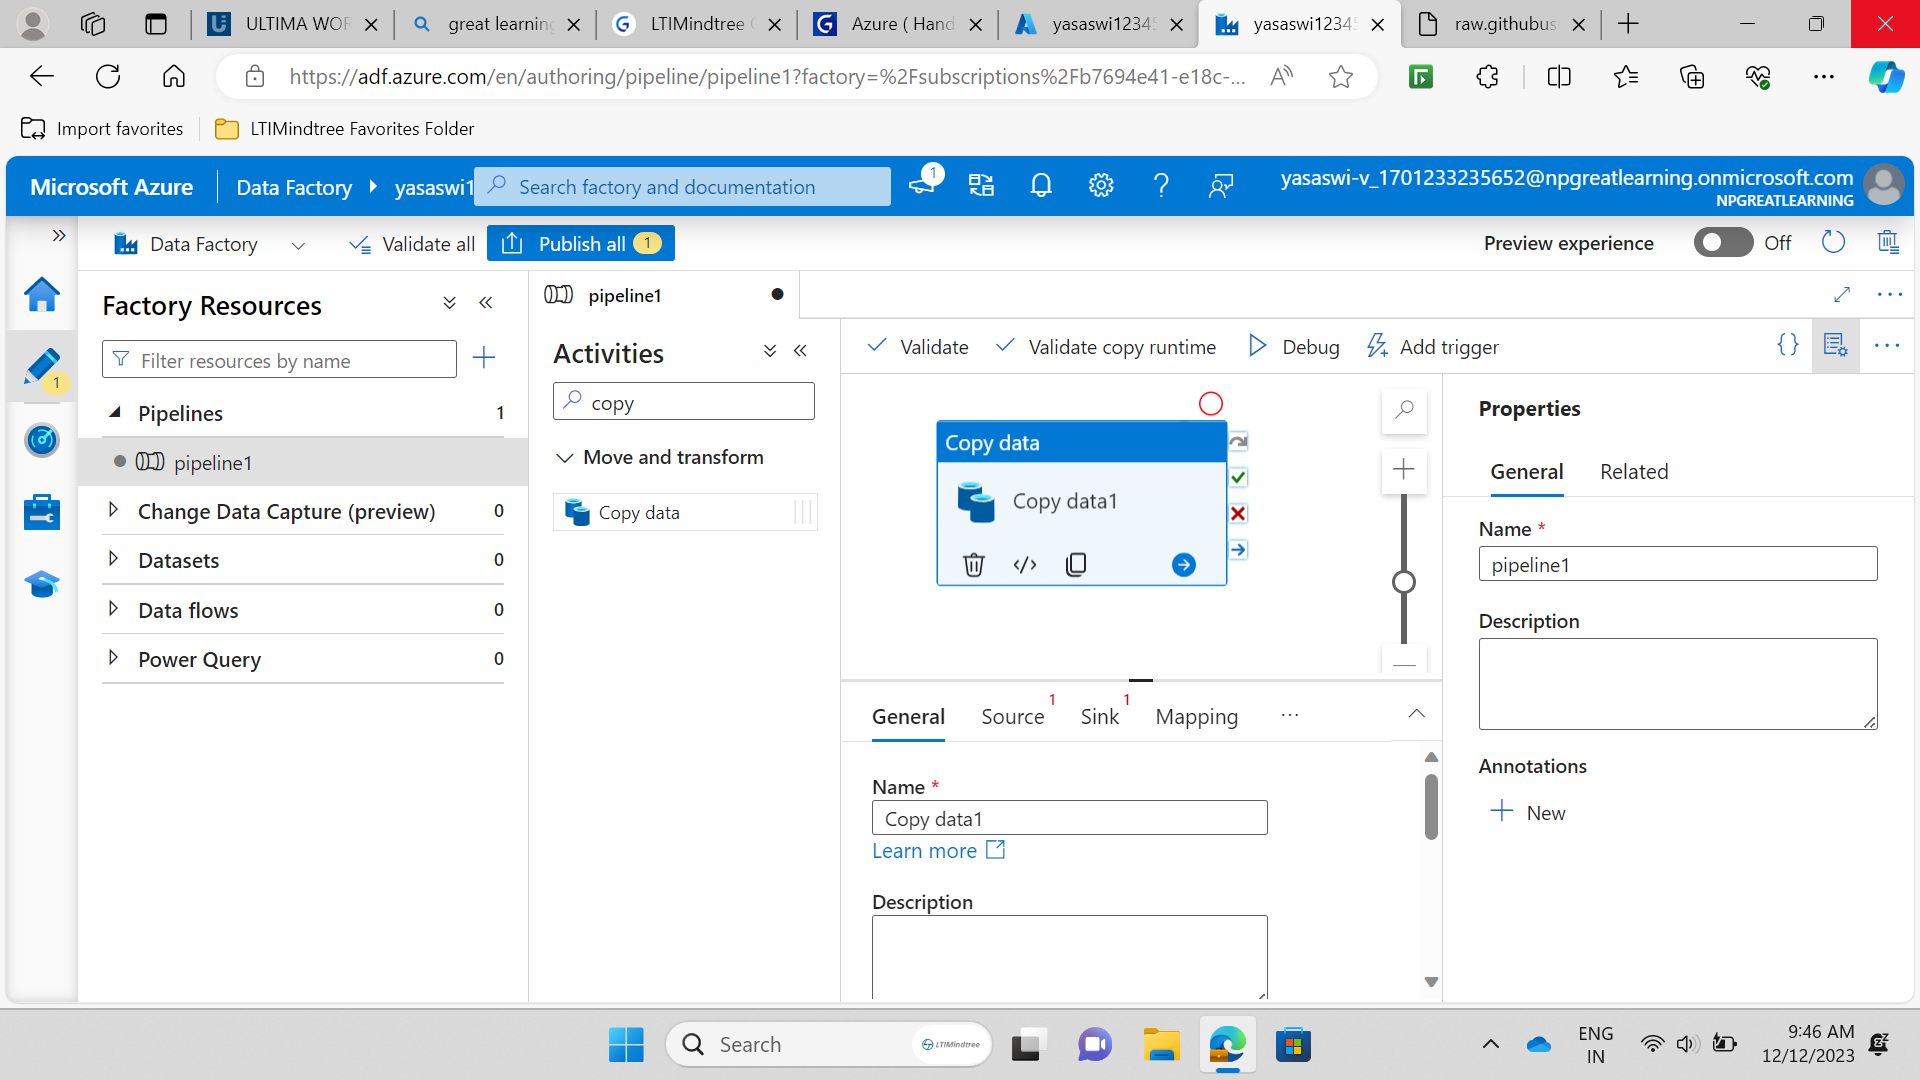 ULTIMA WOR
great learning
LTIMindtree
Azure ( Hand
yasaswi1234
yasaswi1234
raw.githubus
https://adf.azure.com/en/authoring/pipeline/pipeline1?factory=%2Fsubscriptions%2Fb7694e41-e18c-...
Import favorites
LTIMindtree Favorites Folder
Microsoft Azure
Data Factory
yasaswi1
Search factory and documentation
1
yasaswi-v_1701233235652@npgreatlearning.onmicrosoft.com
NPGREATLEARNING
Data Factory
Validate all
Publish all 1
Preview experience
Off
Factory Resources
Filter resources by name
1
Pipelines 1
pipeline1
Change Data Capture (preview) 0
Datasets 0
Data flows 0
Power Query 0
pipeline1
Activities
copy
Move and transform
Copy data
Validate
Validate copy runtime
Debug
Add trigger
Copy data
Copy data1
General
Source 1
Sink 1
Mapping
Name *
Copy data1
Learn more
Description
Properties
General
Related
Name *
pipeline1
Description
Annotations
New
Search
LTIMindtree
ENG
IN
9:46 AM
12/12/2023